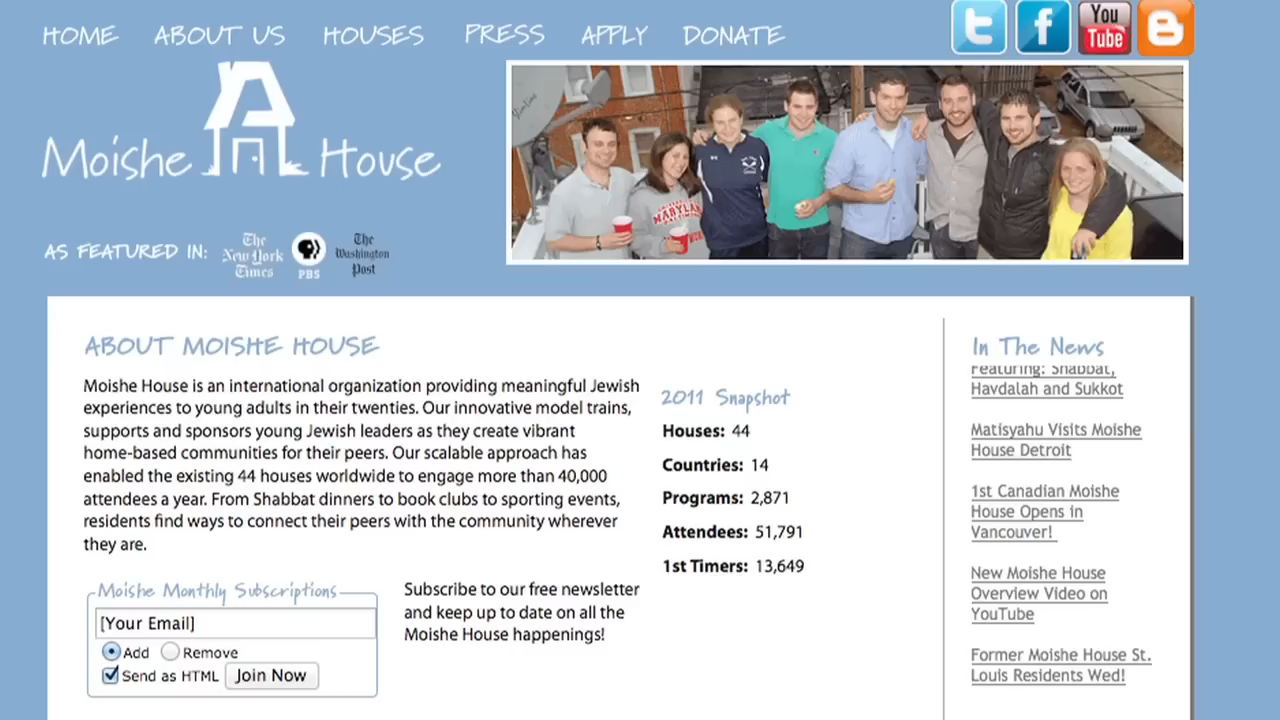 HOME ABOUT US HOUSES PRESS APPLY DONATE
You
Tube
Moishe House
AS FEATURED IN:
The
New York
Times
PBS
The
Washington
Post
MARYLAND
ABOUT MOISHE HOUSE
Moishe House is an international organization providing meaningful Jewish
experiences to young adults in their twenties. Our innovative model trains,
supports and sponsors young Jewish leaders as they create vibrant
home-based communities for their peers. Our scalable approach has
enabled the existing 44 houses worldwide to engage more than 40,000
attendees a year. From Shabbat dinners to book clubs to sporting events,
residents find ways to connect their peers with the community wherever
they are.
Moishe Monthly Subscriptions
[Your Email]
Add Remove
Send as HTML Join Now
Subscribe to our free newsletter
and keep up to date on all the
Moishe House happenings!
2011 Snapshot
Houses: 44
Countries: 14
Programs: 2,871
Attendees: 51,791
1st Timers: 13,649
In The News
Featuring: Shabbat,
Havdalah and Sukkot
Matisyahu Visits Moishe
House Detroit
1st Canadian Moishe
House Opens in
Vancouver!
New Moishe House
Overview Video on
YouTube
Former Moishe House St.
Louis Residents Wed!